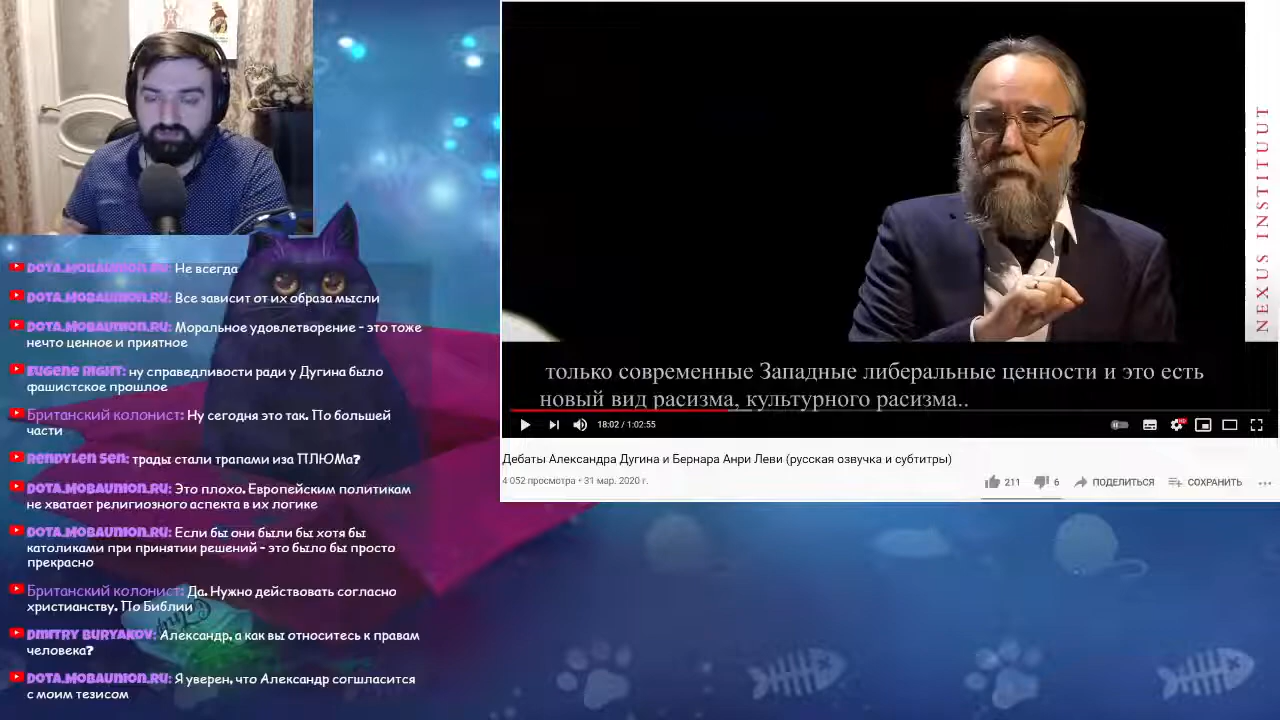 DOTA.MOBAUNION.RU: Не всегда
DOTA.MOBAUNION.RU: Все зависит от их образа мысли
DOTA.MOBAUNION.RU: Моральное удовлетворение - это тоже
нечто ценное и приятное
EUGENE RIGHT: ну справедливости ради у Дугина было
фашистское прошлое
Британский колонист: Ну сегодня это так. По большей
части
RENDYLEN SEN: трады стали трапами иза ПЛЮМа?
DOTA.MOBAUNION.RU: Это плохо. Европейским политикам
не хватает религиозного аспекта в их логике
DOTA.MOBAUNION.RU: Если бы они были бы хотя бы
католиками при принятии решений - это было бы просто
прекрасно
Британский колонист: Да. Нужно действовать согласно
христианству. По Библии
DMITRY BURYAKOV: Александр, а как вы относитесь к правам
человека?
DOTA.MOBAUNION.RU: Я уверен, что Александр согшласится
с моим тезисом
NEXUS INSTITUUT
только современные Западные либеральные ценности и это есть
новый вид расизма, культурного расизма..
18:02 / 1:02:55
Дебаты Александра Дугина и Бернара Анри Леви (русская озвучка и субтитры)
4 052 просмотра • 31 мар. 2020 г.
211
6
ПОДЕЛИТЬСЯ
СОХРАНИТЬ